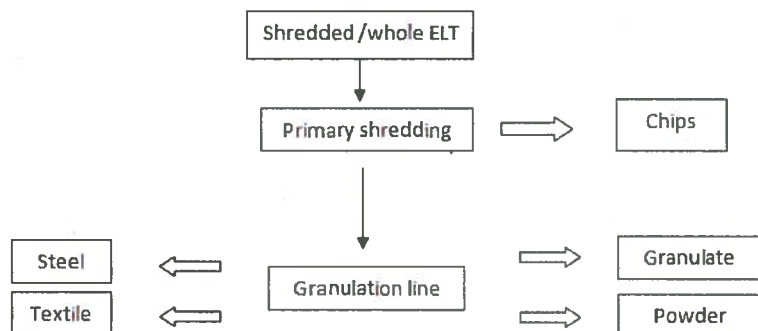 Shredded /whole ELT
Primary shredding
Chips
Steel
Granulate
Granulation line
Textile
Powder